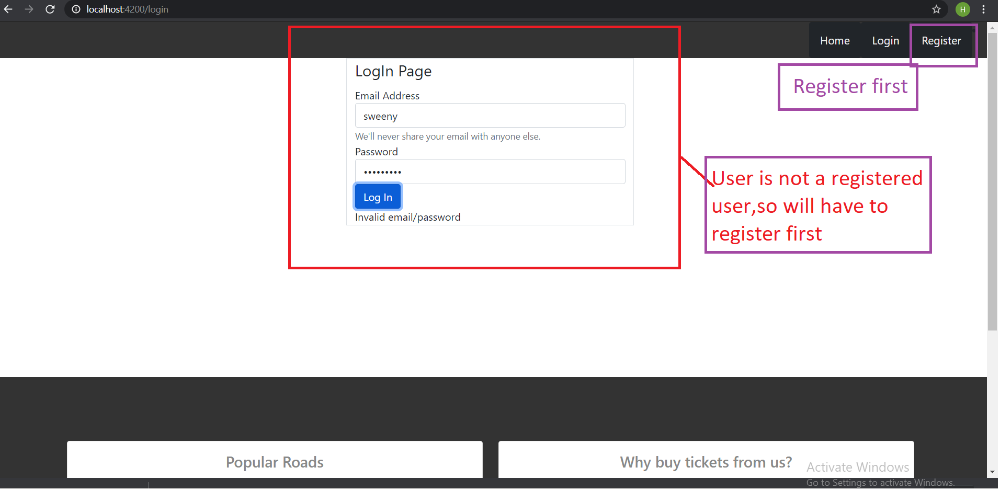 localhost:4200/login
H
Home Login Register
LogIn Page
Register first
Email Address
sweeny
We'll never share your email with anyone else.
Password
•••••••••
Log In
Invalid email/password
User is not a registered
user,so will have to
register first
Popular Roads
Why buy tickets from us?
Activate Windows
Go to Settings to activate Windows.